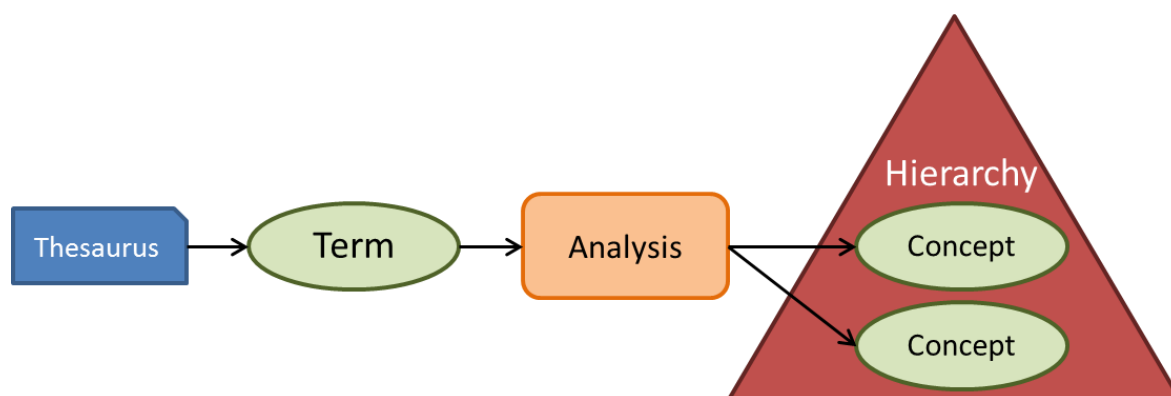 Hierarchy
Thesaurus
Term
Analysis
Concept
Concept